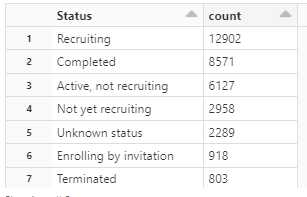 Status count
1 Recruiting 12902
2 Completed 8571
3 Active, not recruiting 6127
4 Not yet recruiting 2958
5 Unknown status 2289
6 Enrolling by invitation 918
7 Terminated 803